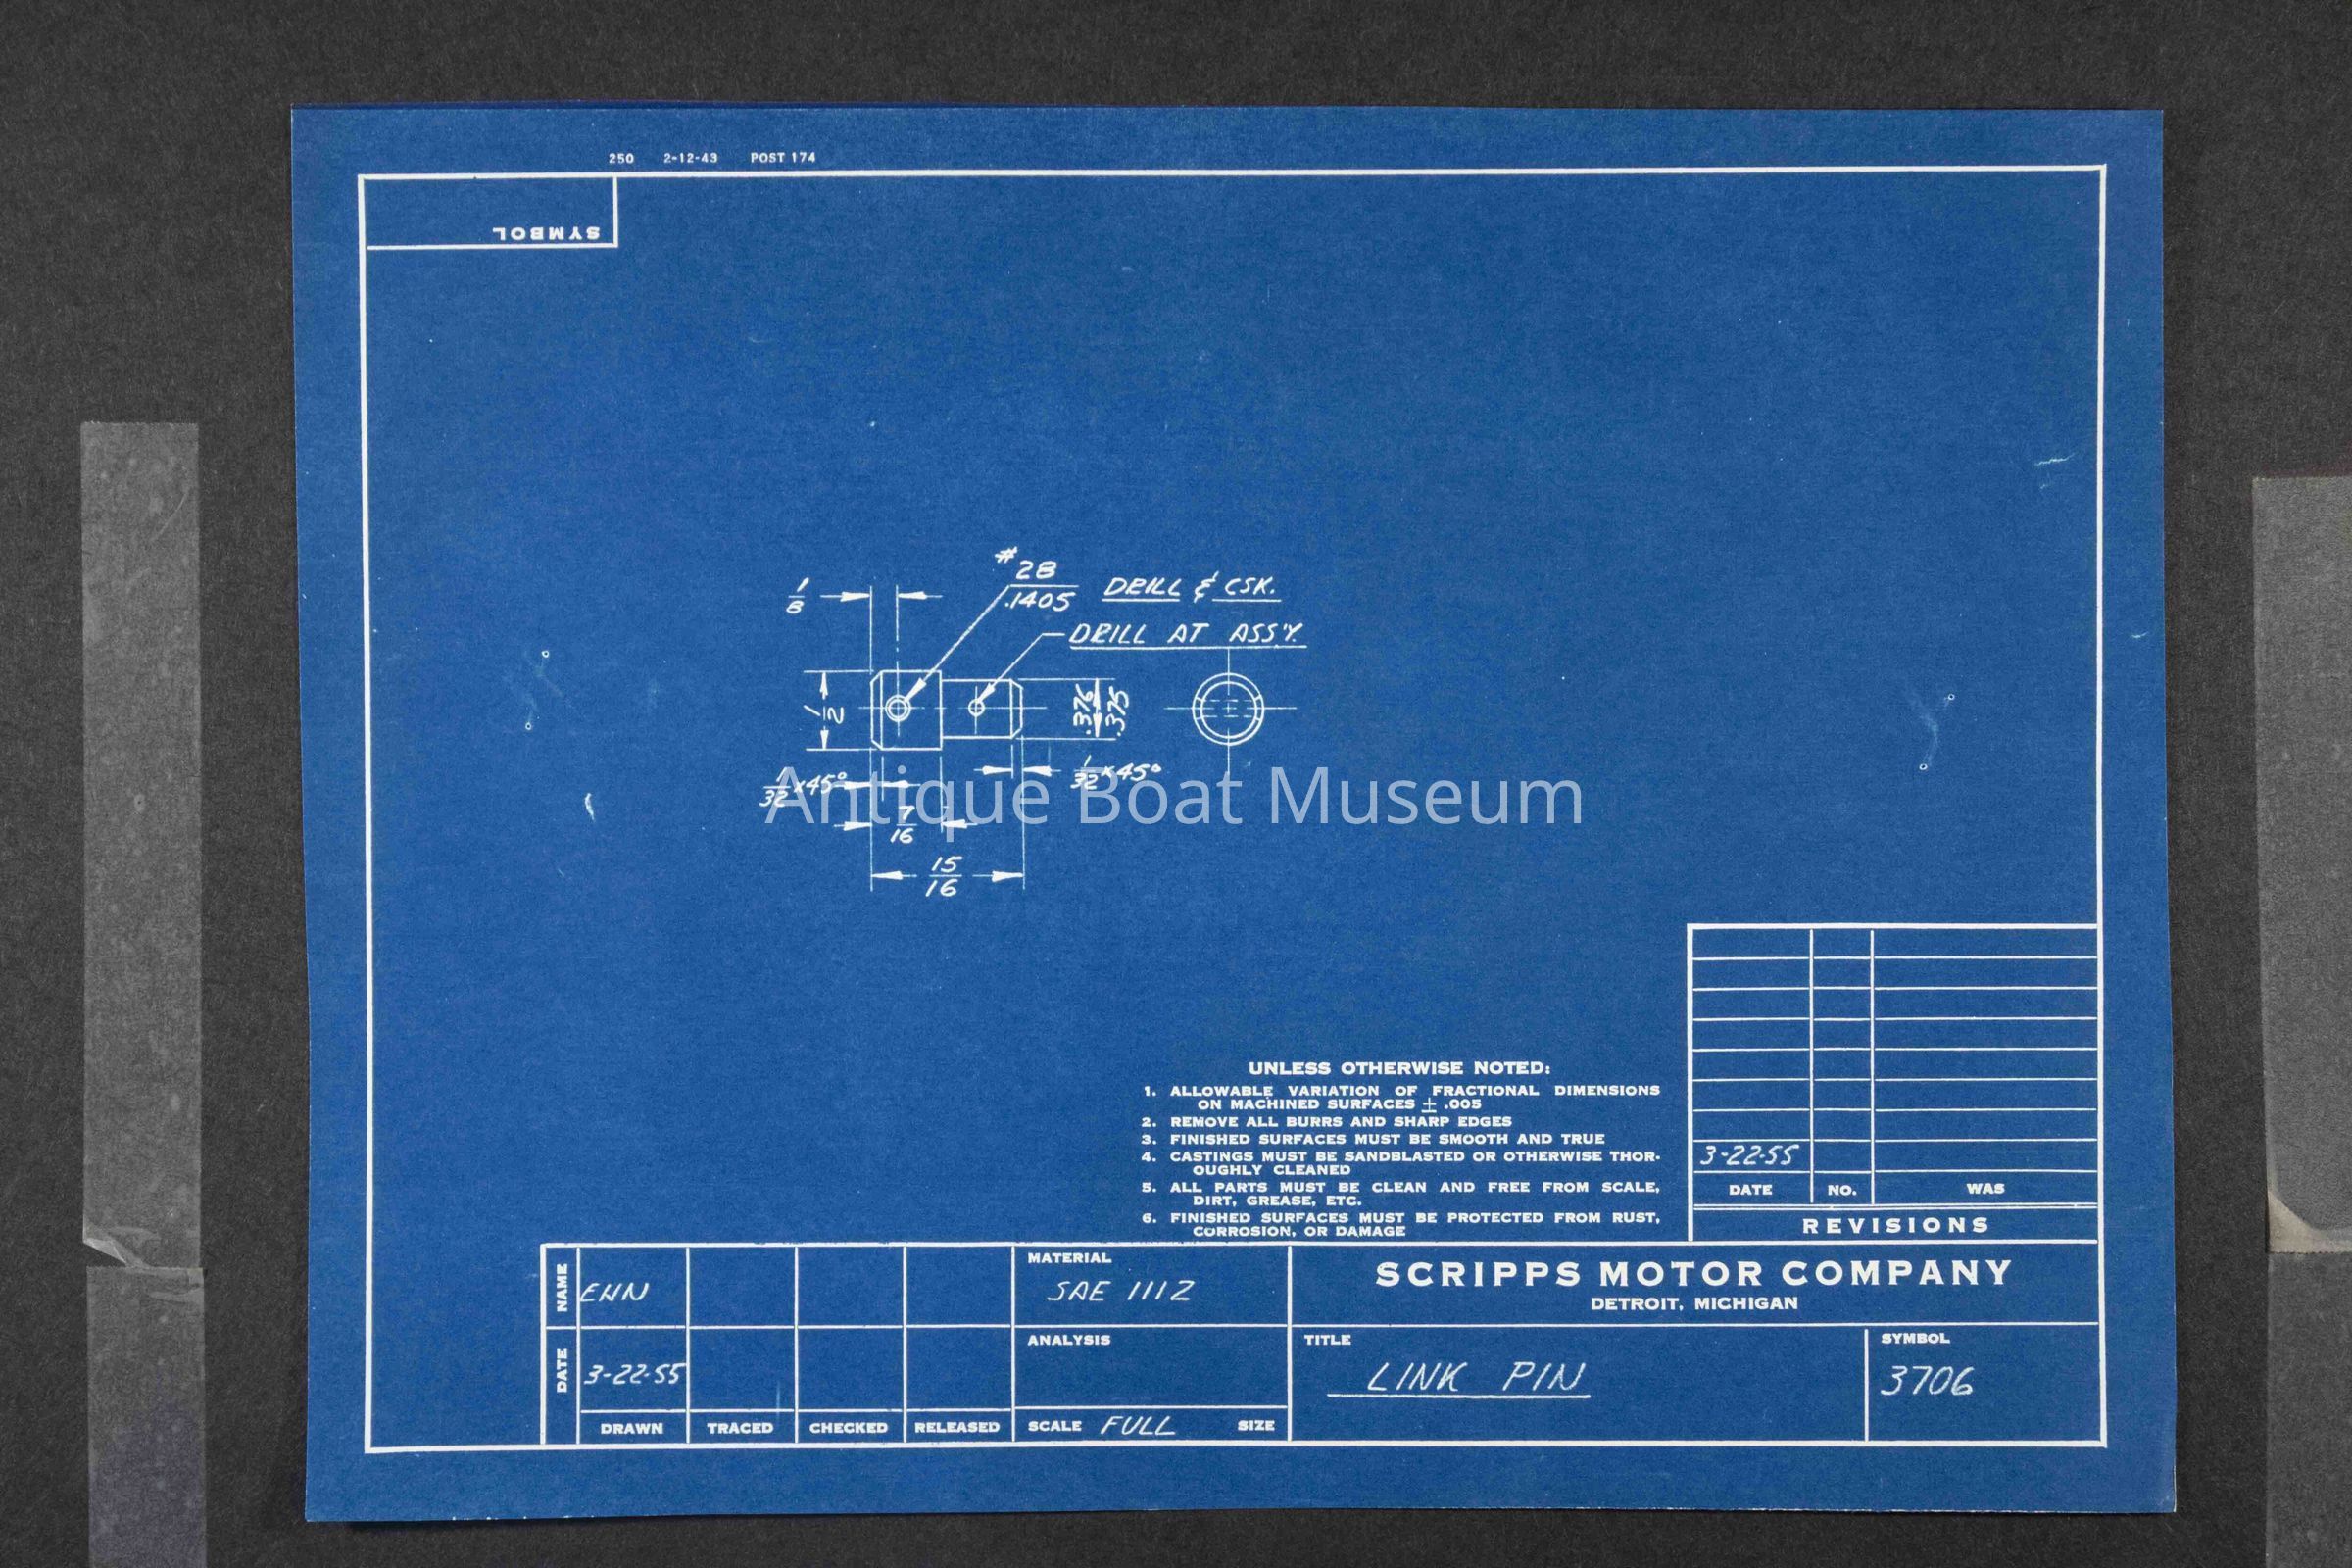 250 2-12-43 POST 174
SYMBOL
1/8
#28
.1405 DRILL & CSK.
DRILL AT ASS'Y.
1/2
.376
.375
1/32 x 45°
1/32 x 45°
7/16
15/16
Antique Boat Museum
UNLESS OTHERWISE NOTED:
1. ALLOWABLE VARIATION OF FRACTIONAL DIMENSIONS
ON MACHINED SURFACES ± .005
2. REMOVE ALL BURRS AND SHARP EDGES
3. FINISHED SURFACES MUST BE SMOOTH AND TRUE
4. CASTINGS MUST BE SANDBLASTED OR OTHERWISE THOR-
OUGHLY CLEANED
5. ALL PARTS MUST BE CLEAN AND FREE FROM SCALE,
DIRT, GREASE, ETC.
6. FINISHED SURFACES MUST BE PROTECTED FROM RUST,
CORROSION, OR DAMAGE
3-22-55
DATE NO. WAS
REVISIONS
NAME EHN
DATE 3-22-55
DRAWN TRACED CHECKED RELEASED
MATERIAL
SAE 1112
ANALYSIS
SCALE FULL SIZE
SCRIPPS MOTOR COMPANY
DETROIT, MICHIGAN
TITLE
LINK PIN
SYMBOL
3706